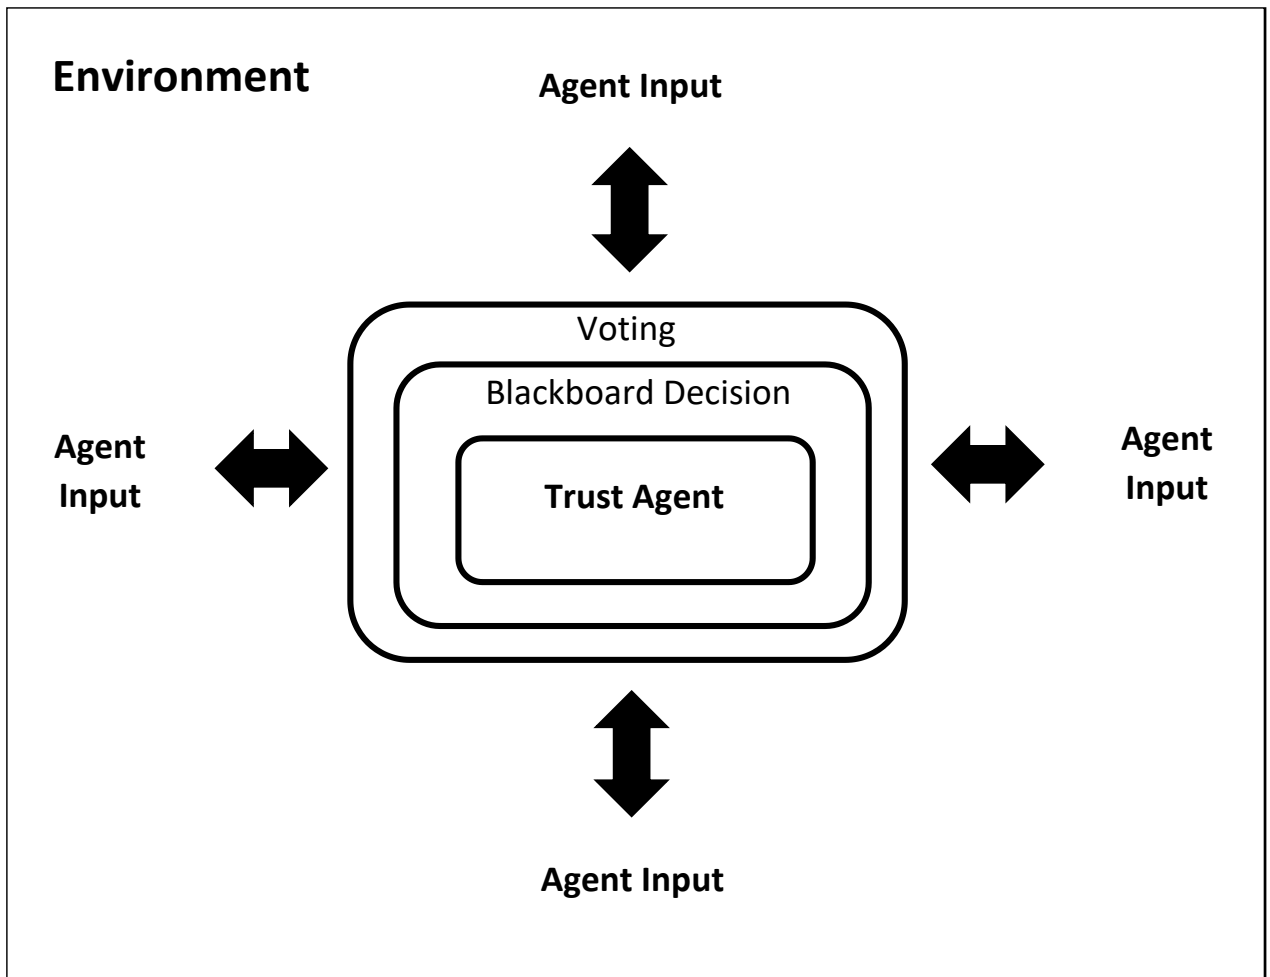 Environment
Agent Input
Voting
Blackboard Decision
Agent
Input
Trust Agent
Agent
Input
Agent Input